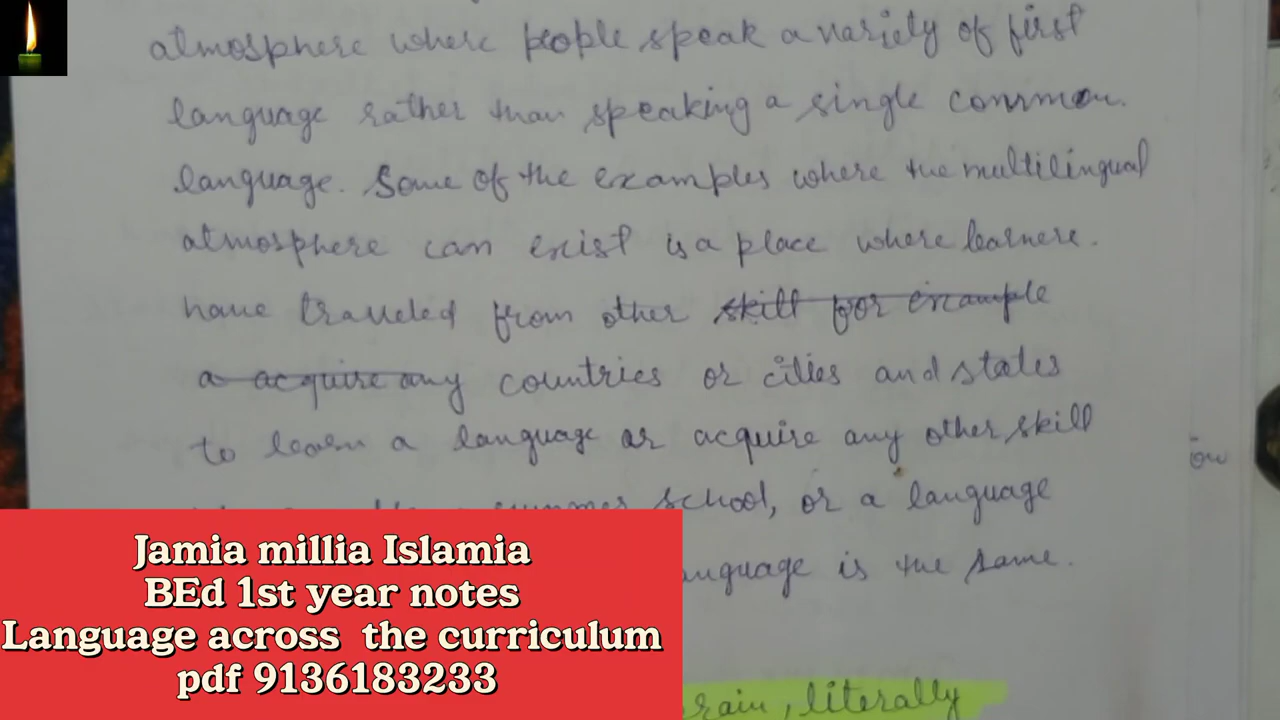 atmosphere where people speak a variety of first
language rather than speaking a single common
language. Some of the examples where the multilingual
atmosphere can exist is a place where learners.
have traveled from other skill for example
a acquire any countries or cities and states
to learn a language or acquire any other skill
summer school, or a language
language is the same.
literally
Jamia millia Islamia
BEd 1st year notes
Language across the curriculum
pdf 9136183233